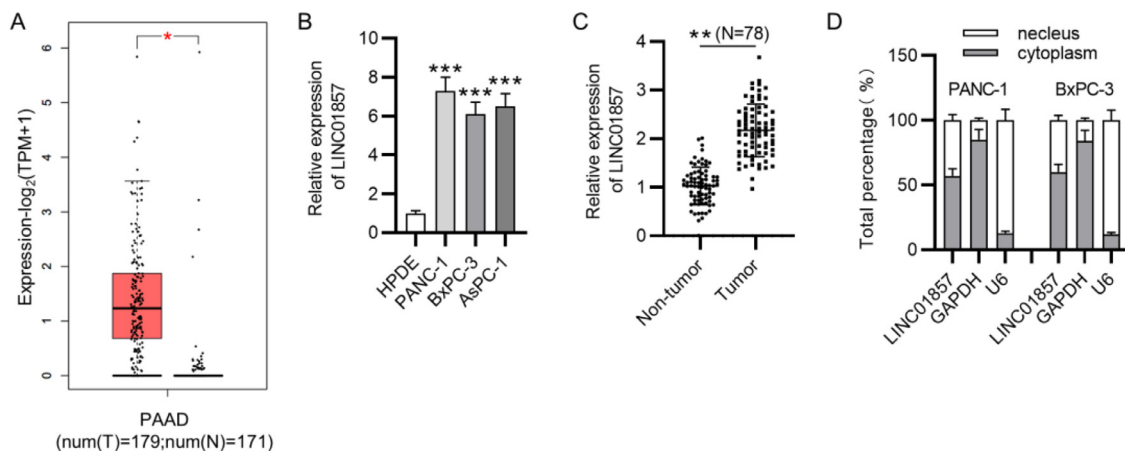 A
Expression-log2(TPM+1)
6
5
4
3
2
1
0
*
PAAD
(num(T)=179;num(N)=171)
B
Relative expression
of LINC01857
10
8
6
4
2
0
***
***
***
HPDE
PANC-1
BxPC-3
AsPC-1
C
Relative expression
of LINC01857
4
3
2
1
0
** (N=78)
Non-tumor
Tumor
D
necleus
cytoplasm
Total percentage( %)
150
100
50
0
PANC-1
BxPC-3
LINC01857
GAPDH
U6
LINC01857
GAPDH
U6